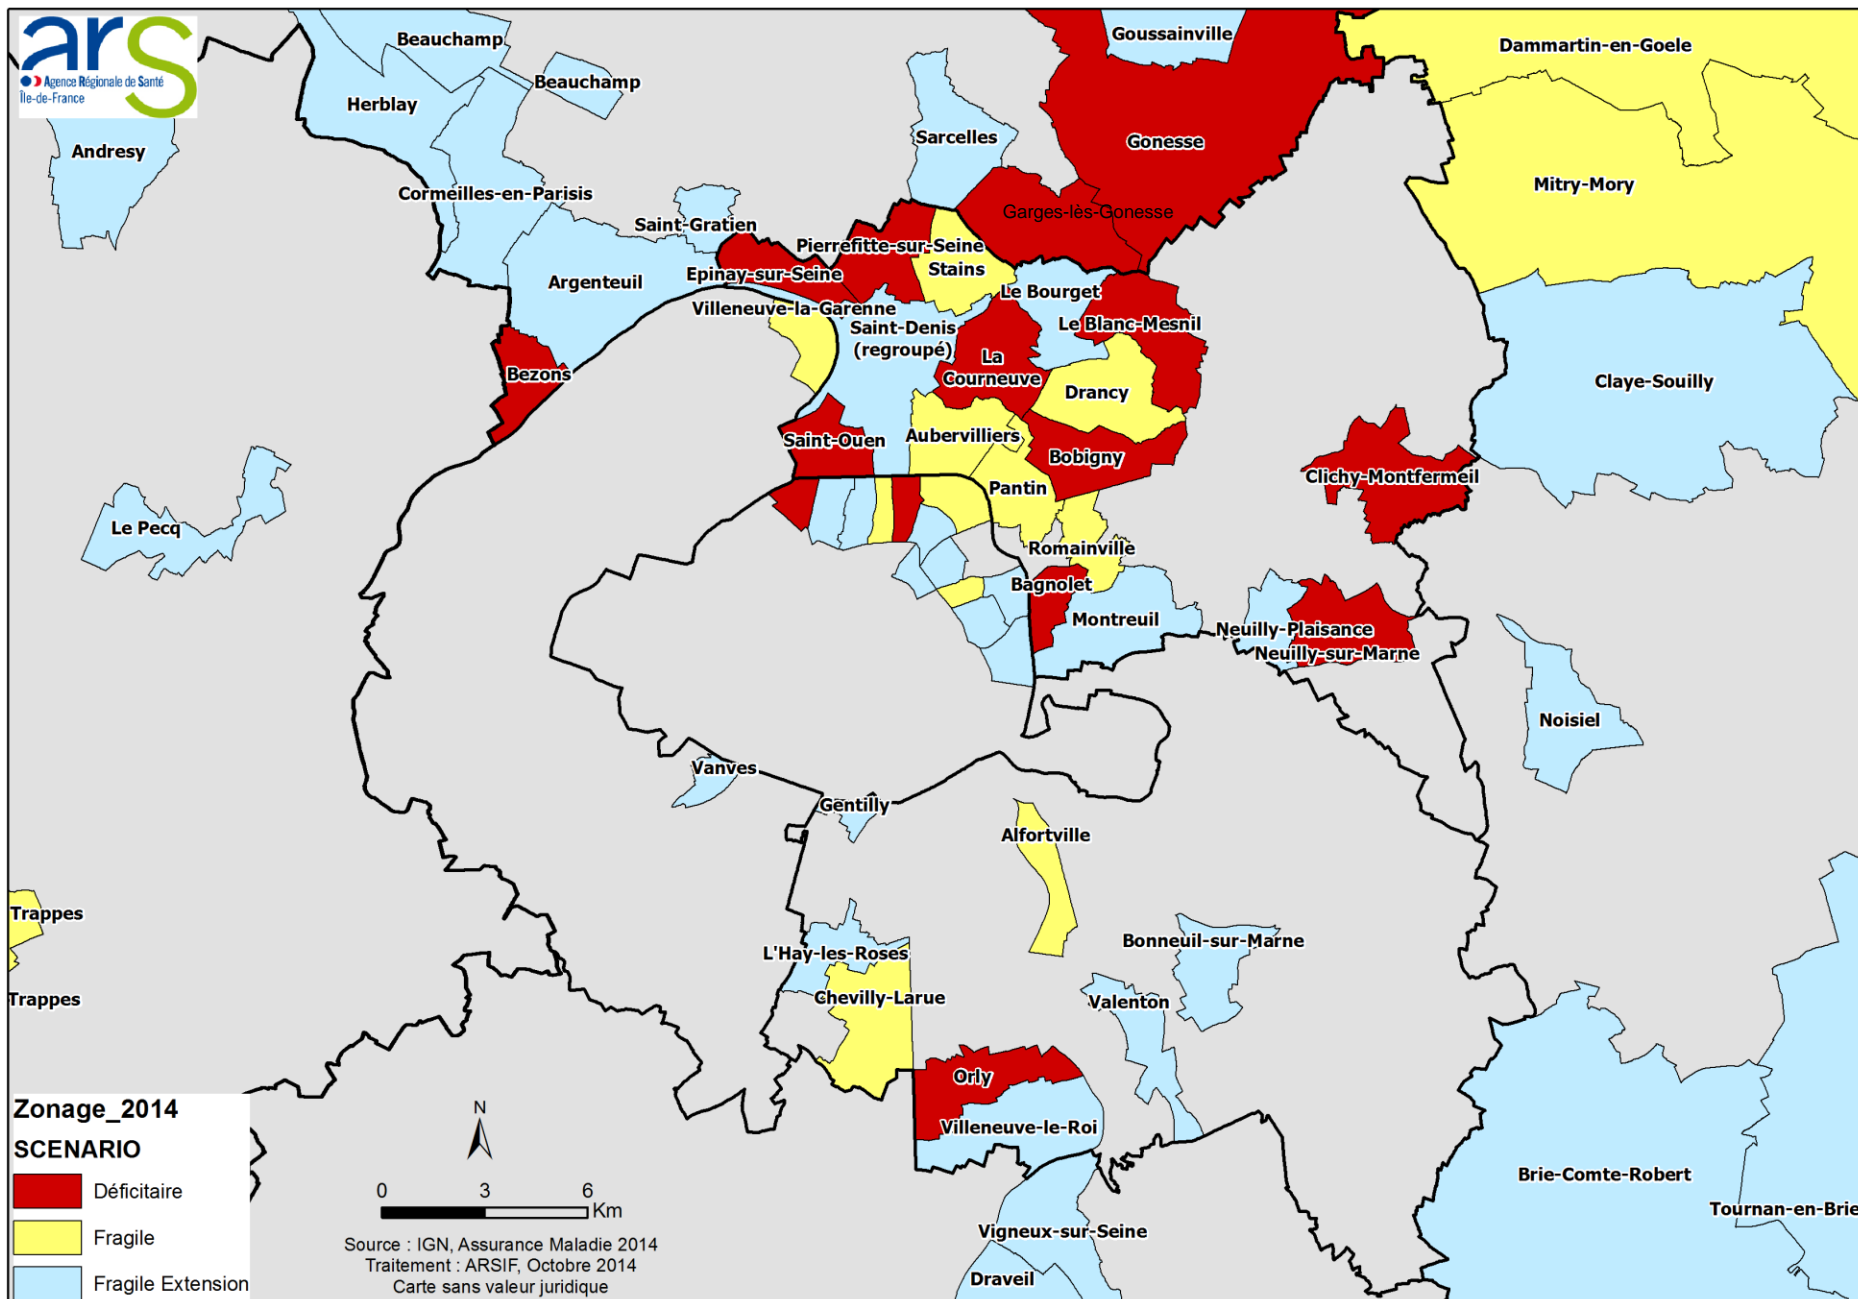 ars
Agence Régionale de Santé
Île-de-France
Beauchamp
Goussainville
Dammartin-en-Goele
Beauchamp
Herblay
Sarcelles
Gonesse
Andresy
Cormeilles-en-Parisis
Mitry-Mory
Garges-lès-Gonesse
Saint-Gratien
Pierrefitte-sur-Seine
Stains
Epinay-sur-Seine
Argenteuil
Le Bourget
Villeneuve-la-Garenne
Saint-Denis
(regroupé)
Le Blanc-Mesnil
La
Courneuve
Bezons
Drancy
Claye-Souilly
Saint-Ouen
Aubervilliers
Bobigny
Clichy-Montfermeil
Pantin
Le Pecq
Romainville
Bagnolet
Montreuil
Neuilly-Plaisance
Neuilly-sur-Marne
Noisiel
Vanves
Gentilly
Alfortville
Trappes
Bonneuil-sur-Marne
L'Hay-les-Roses
Chevilly-Larue
Valenton
Trappes
Orly
Villeneuve-le-Roi
Brie-Comte-Robert
Tournan-en-Brie
Vigneux-sur-Seine
Draveil
Zonage_2014
SCENARIO
Déficitaire
Fragile
Fragile Extension
N
0 3 6
Km
Source : IGN, Assurance Maladie 2014
Traitement : ARSIF, Octobre 2014
Carte sans valeur juridique